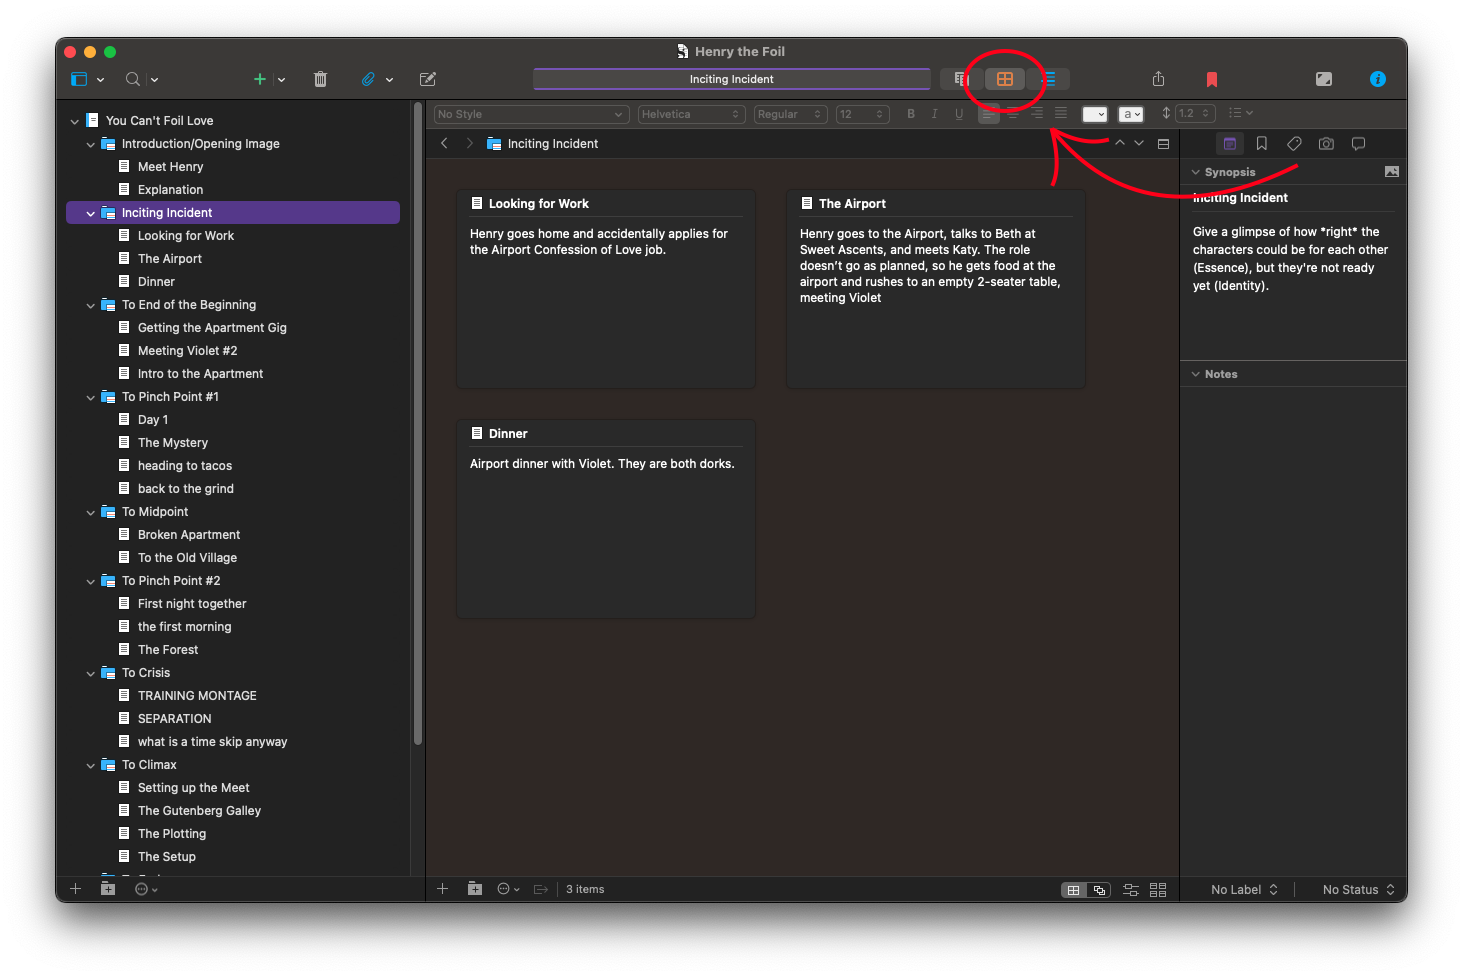 Henry the Foil
Inciting Incident
No Style
Helvetica
Regular
12
B
I
U
a
1.2
You Can't Foil Love
Introduction/Opening Image
Meet Henry
Explanation
Inciting Incident
Looking for Work
The Airport
Dinner
To End of the Beginning
Getting the Apartment Gig
Meeting Violet #2
Intro to the Apartment
To Pinch Point #1
Day 1
The Mystery
heading to tacos
back to the grind
To Midpoint
Broken Apartment
To the Old Village
To Pinch Point #2
First night together
the first morning
The Forest
To Crisis
TRAINING MONTAGE
SEPARATION
what is a time skip anyway
To Climax
Setting up the Meet
The Gutenberg Galley
The Plotting
The Setup
Inciting Incident
Looking for Work
Henry goes home and accidentally applies for
the Airport Confession of Love job.
The Airport
Henry goes to the Airport, talks to Beth at
Sweet Ascents, and meets Katy. The role
doesn't go as planned, so he gets food at the
airport and rushes to an empty 2-seater table,
meeting Violet
Dinner
Airport dinner with Violet. They are both dorks.
3 items
Synopsis
Inciting Incident
Give a glimpse of how *right* the
characters could be for each other
(Essence), but they're not ready
yet (Identity).
Notes
No Label
No Status